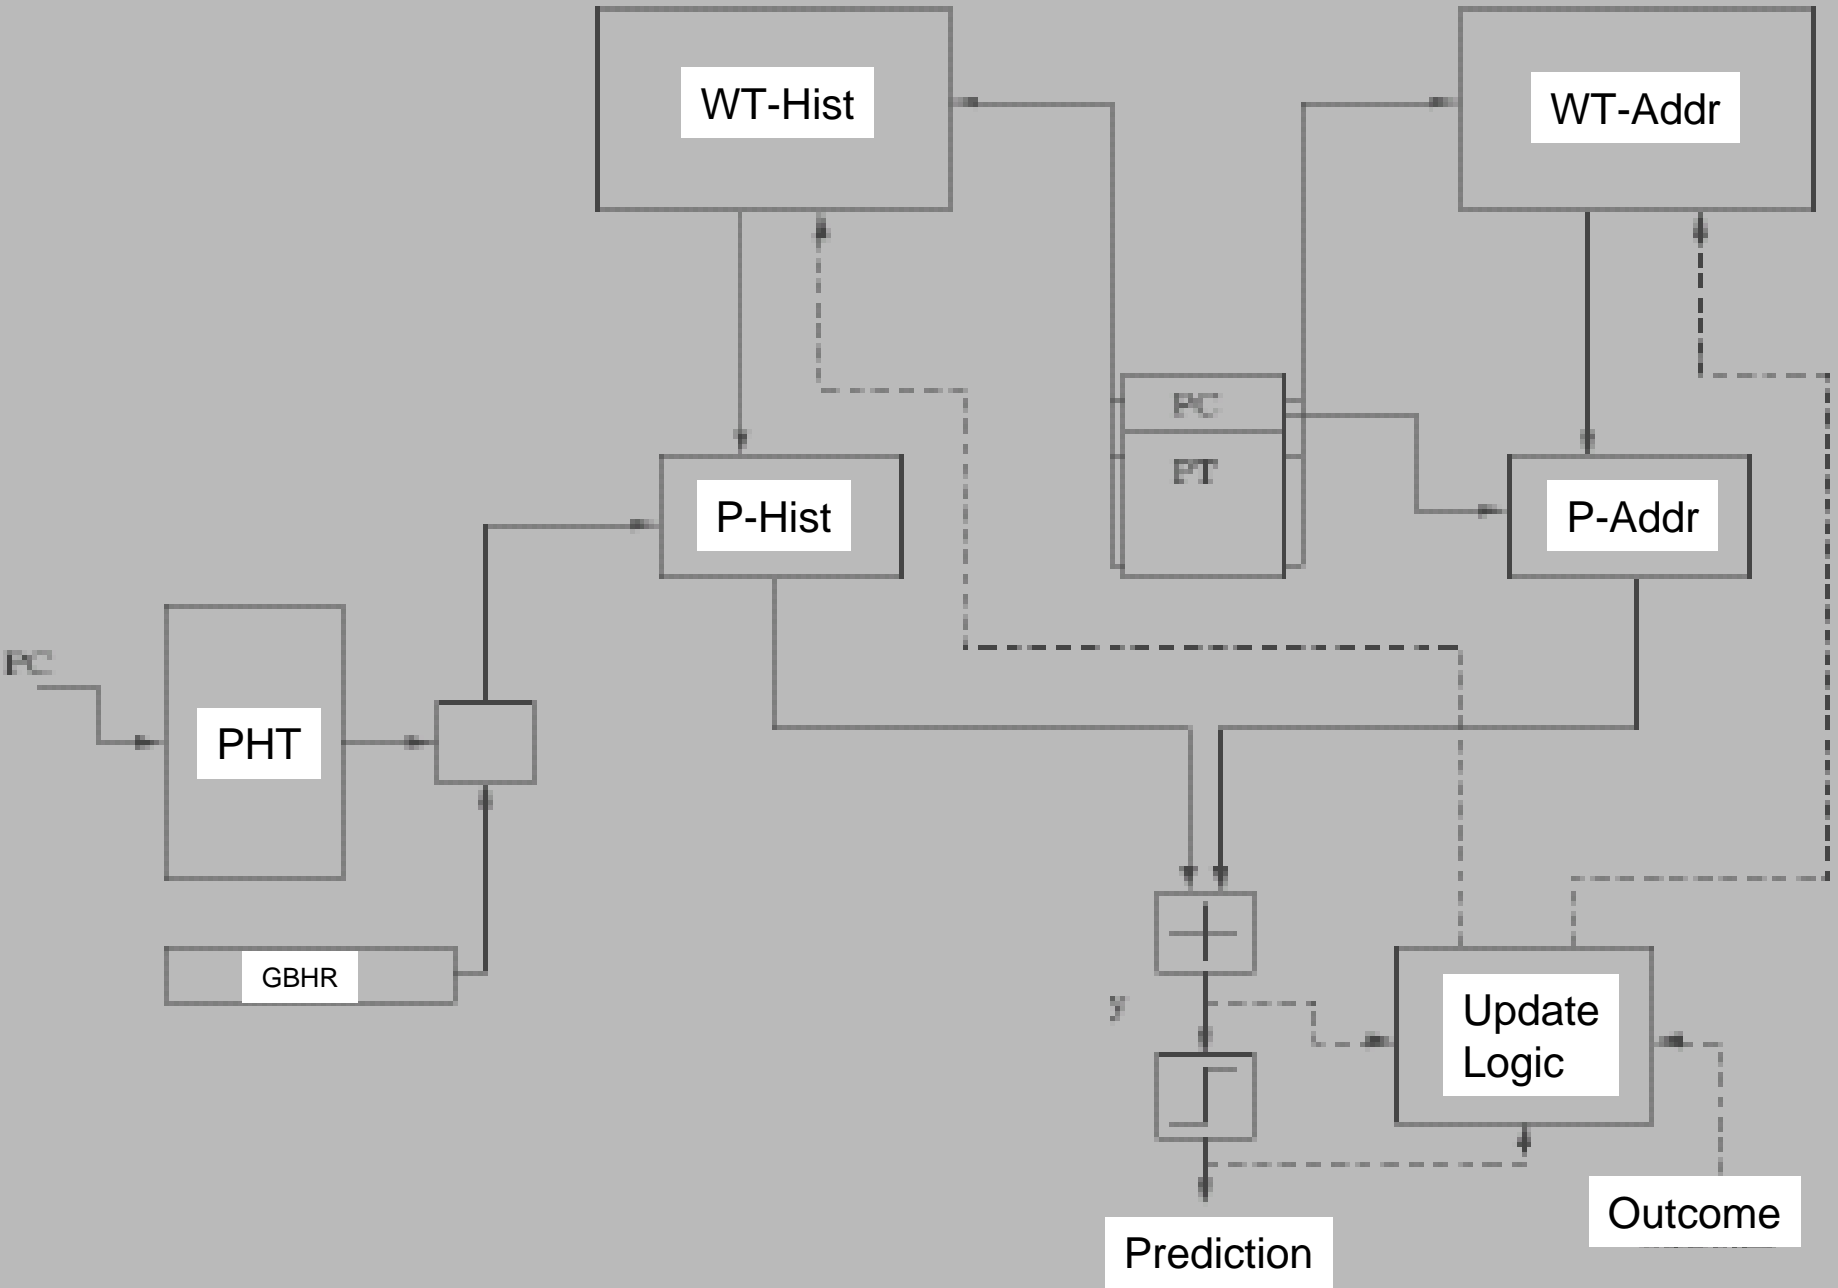 WT-Hist
WT-Addr
PC
PT
P-Hist
P-Addr
PC
PHT
GBHR
y
Update
Logic
Outcome
Prediction